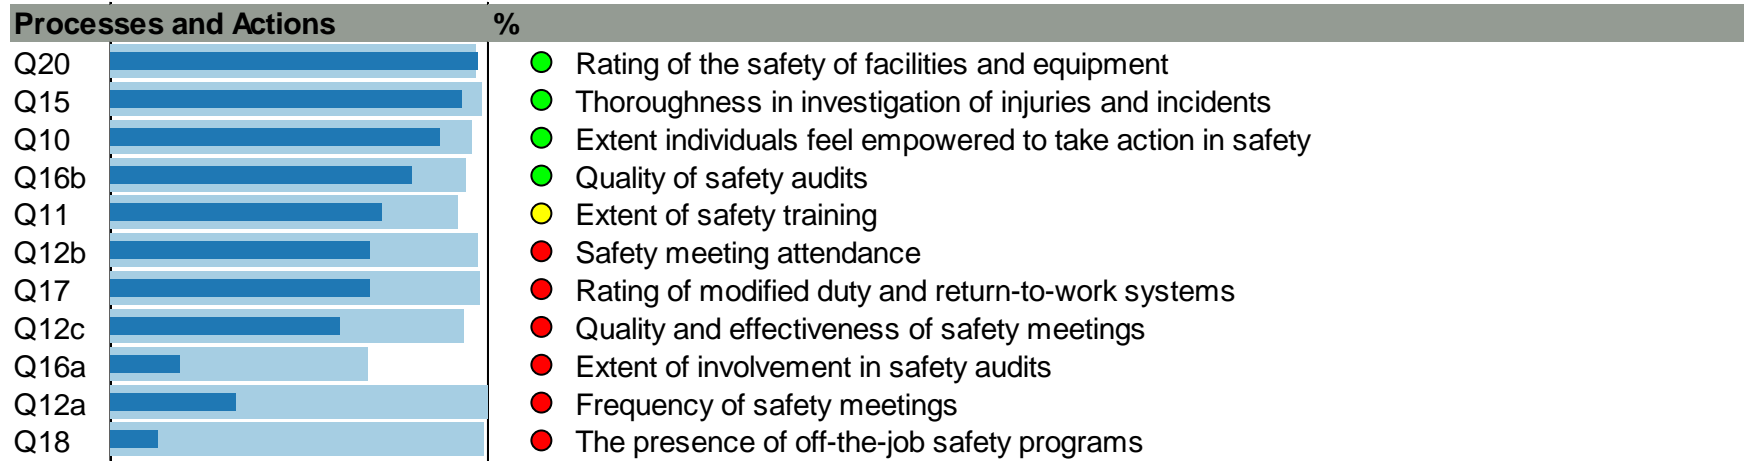 Processes and Actions %
Q20 Rating of the safety of facilities and equipment
Q15 Thoroughness in investigation of injuries and incidents
Q10 Extent individuals feel empowered to take action in safety
Q16b Quality of safety audits
Q11 Extent of safety training
Q12b Safety meeting attendance
Q17 Rating of modified duty and return-to-work systems
Q12c Quality and effectiveness of safety meetings
Q16a Extent of involvement in safety audits
Q12a Frequency of safety meetings
Q18 The presence of off-the-job safety programs